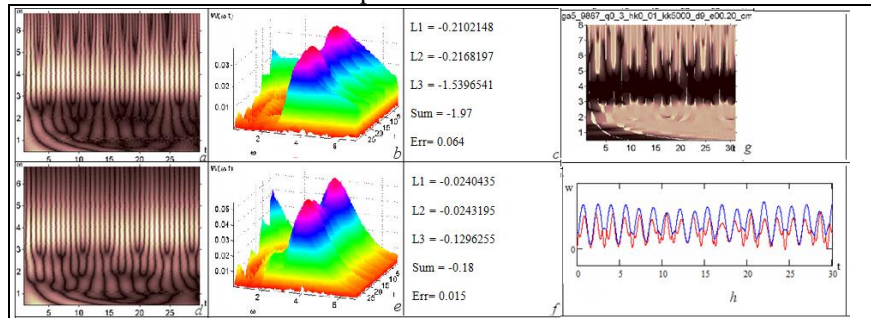 L1 = -0.2102148
L2 = -0.2168197
L3 = -1.5396541
Sum = -1.97
Err= 0.064
a
b
c
ga5_9867_q0_3_hk0_01_kk5000_d9_e00.20_cm
8
7
6
5
4
3
2
1
5 10 15 20 25 30 t
g
6
5
4
3
2
1
5 10 15 20 25 t
0.03
0.02
0.01
2 4 6
L1 = -0.0240435
L2 = -0.0243195
L3 = -0.1296255
Sum = -0.18
Err= 0.015
d
e
f
6
5
4
3
2
1
5 10 15 20 25 t
0.05
0.04
0.03
0.02
0.01
2 4 6
w
0
0 5 10 15 20 25 30 t
h